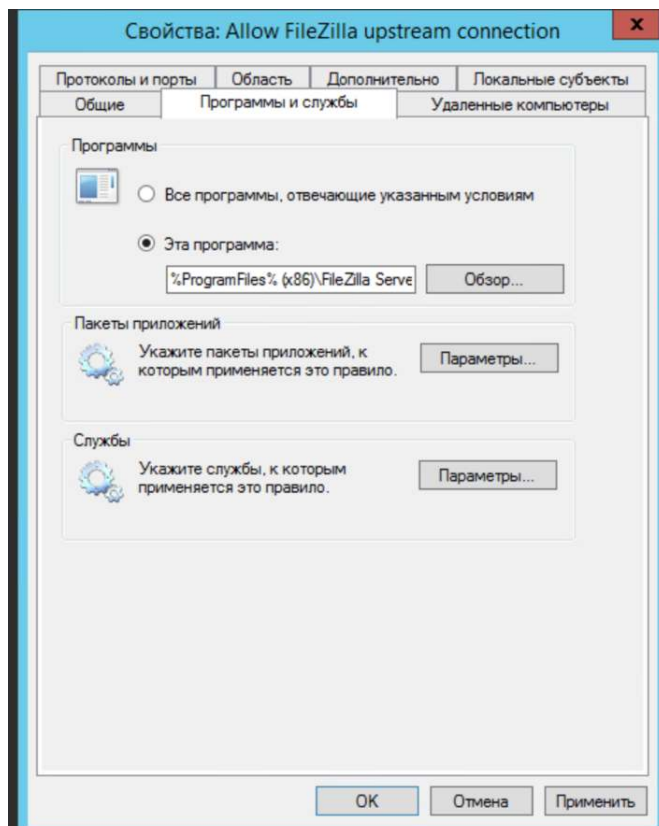 Свойства: Allow FileZilla upstream connection
x
Протоколы и порты
Область
Дополнительно
Локальные субъекты
Общие
Программы и службы
Удаленные компьютеры
Программы
Все программы, отвечающие указанным условиям
Эта программа:
%ProgramFiles% (x86)\FileZilla Serve
Обзор...
Пакеты приложений
Укажите пакеты приложений, к
которым применяется это правило.
Параметры...
Службы
Укажите службы, к которым
применяется это правило.
Параметры...
OK
Отмена
Применить